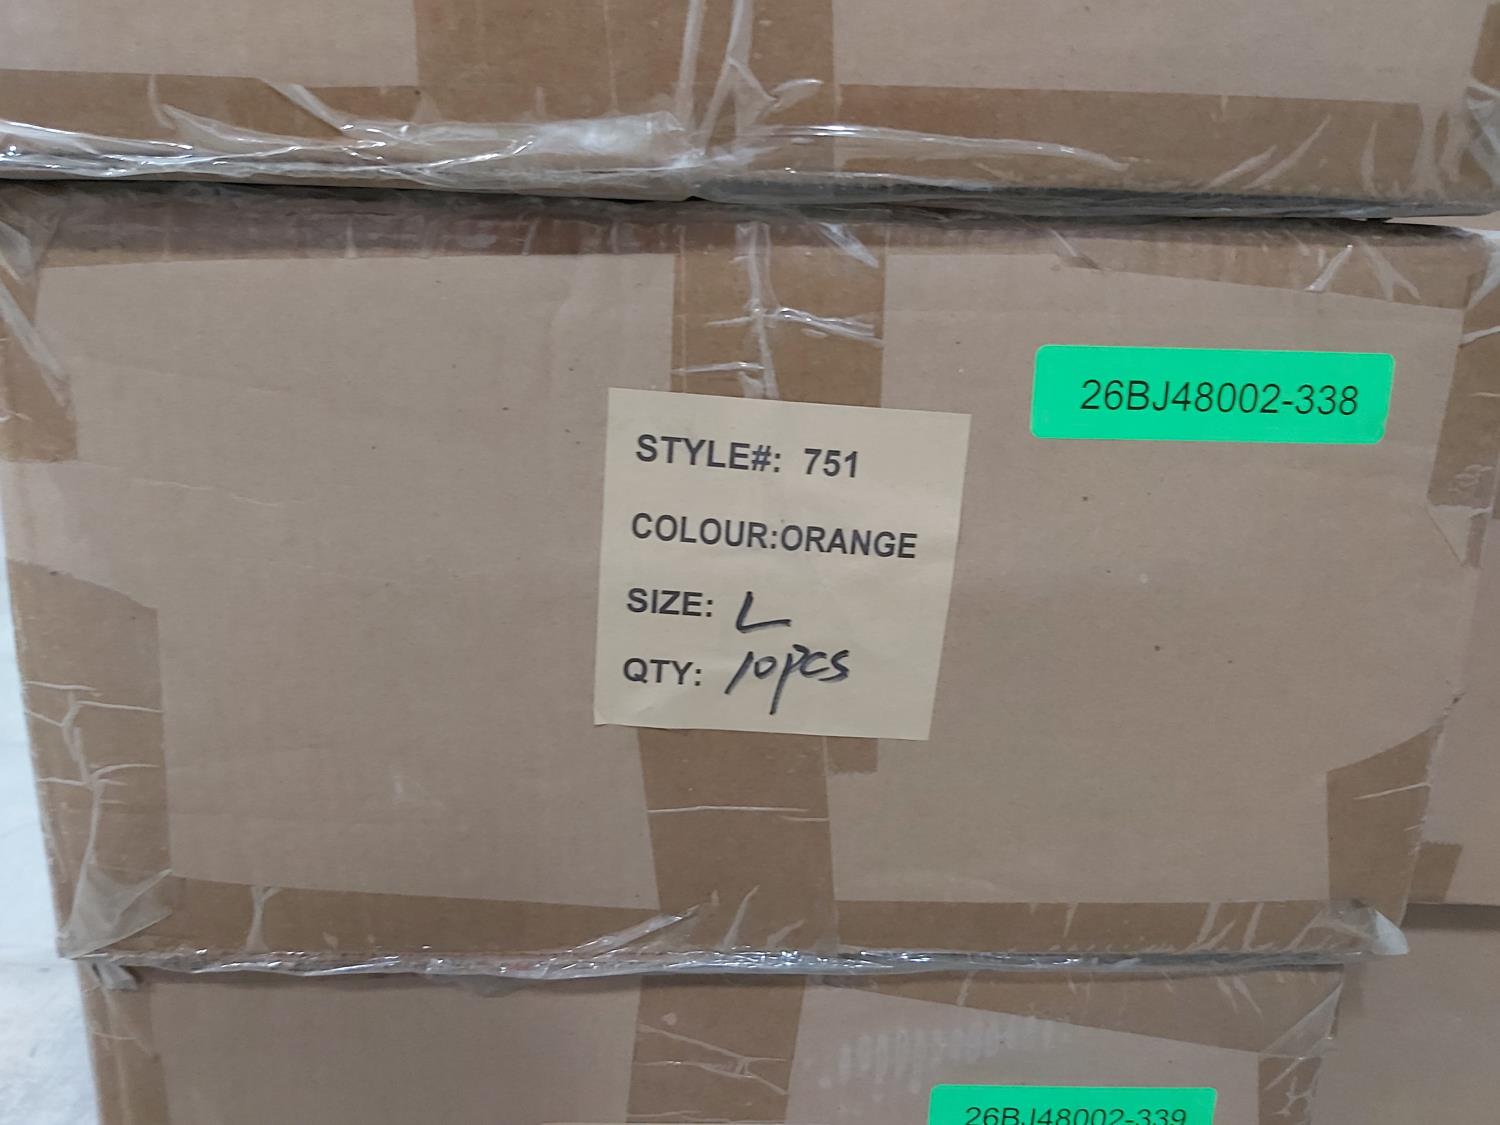 26BJ48002-338
STYLE#: 751
COLOUR:ORANGE
SIZE: L
QTY: 10pcs
26BJ48002-339